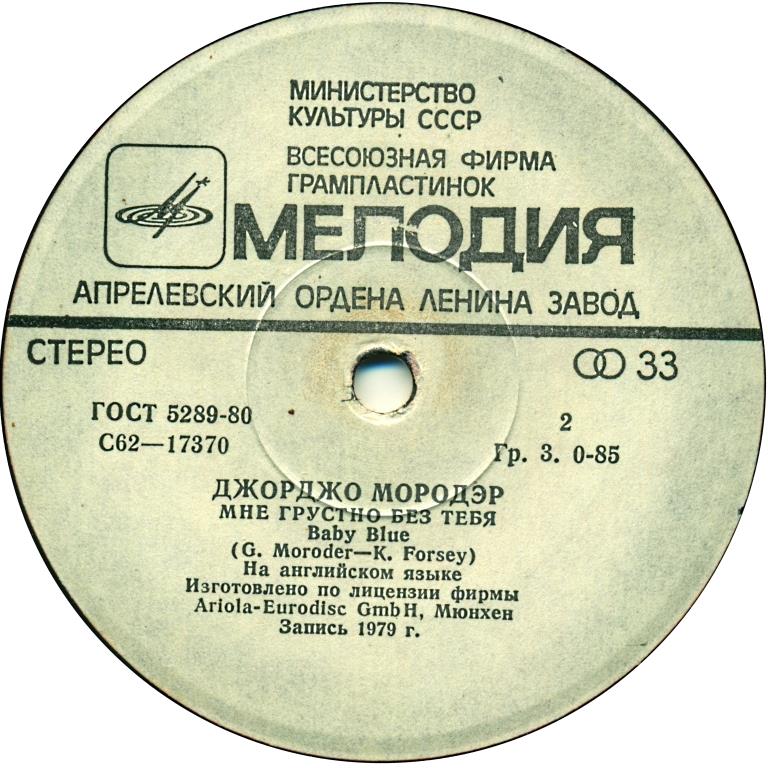 МИНИСТЕРСТВО
КУЛЬТУРЫ СССР
ВСЕСОЮЗНАЯ ФИРМА
ГРАМПЛАСТИНОК
МЕЛОДИЯ
АПРЕЛЕВСКИЙ ОРДЕНА ЛЕНИНА ЗАВОД
СТЕРЕО
33
ГОСТ 5289-80
С62—17370
2
Гр. 3. 0-85
ДЖОРДЖО МОРОДЭР
МНЕ ГРУСТНО БЕЗ ТЕБЯ
Baby Blue
(G. Moroder—K. Forsey)
На английском языке
Изготовлено по лицензии фирмы
Ariola-Eurodisc GmbH, Мюнхен
Запись 1979 г.